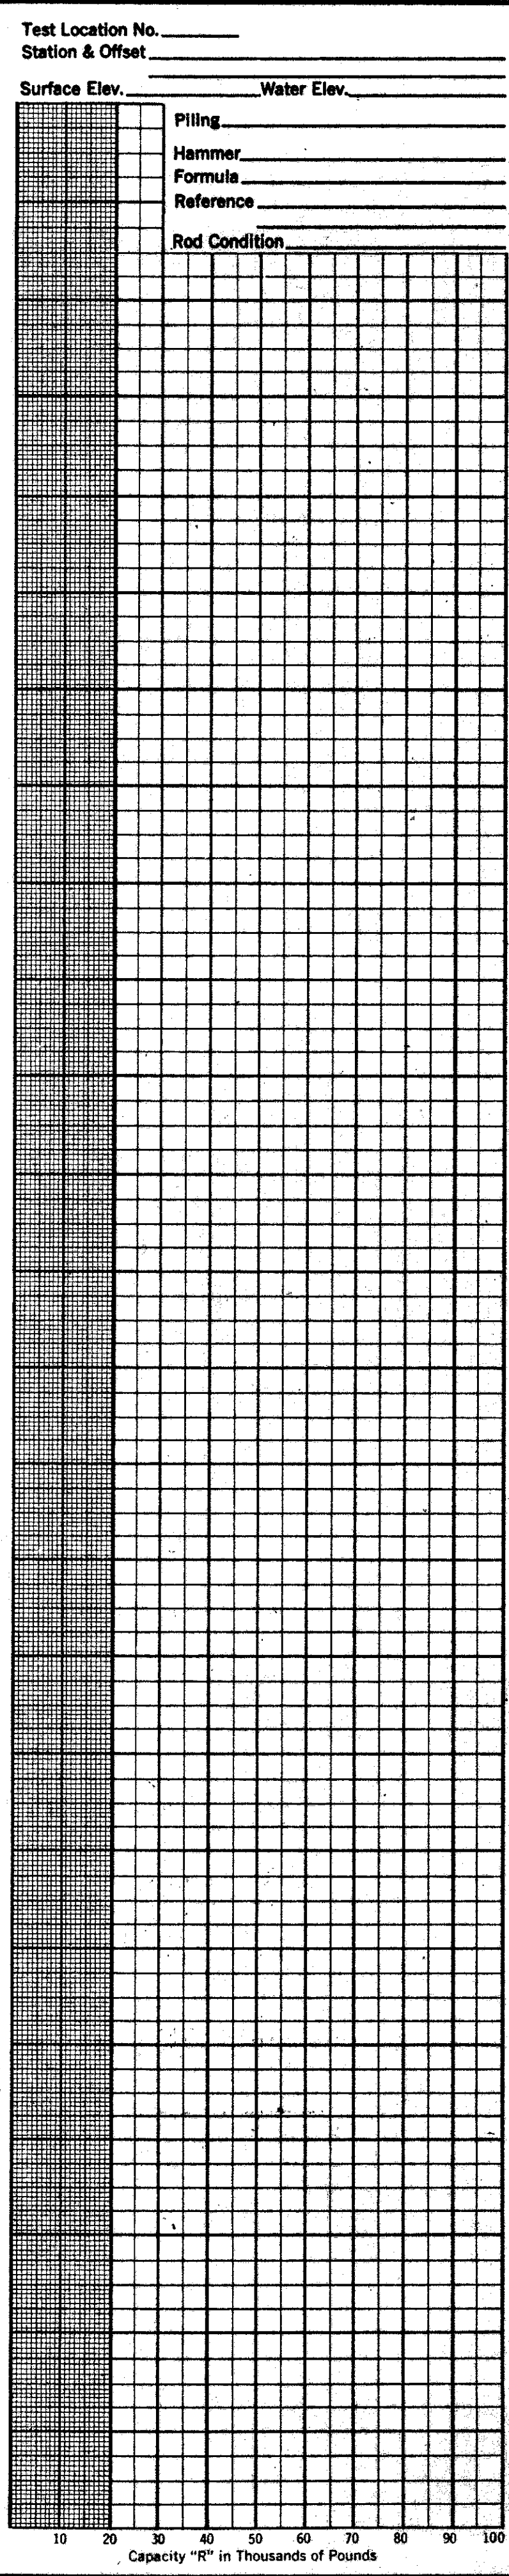 Test Location No.
Station & Offset
Surface Elev. Water Elev.
Piling
Hammer
Formula
Reference
Rod Condition
10 20 30 40 50 60 70 80 90 100
Capacity "R" in Thousands of Pounds